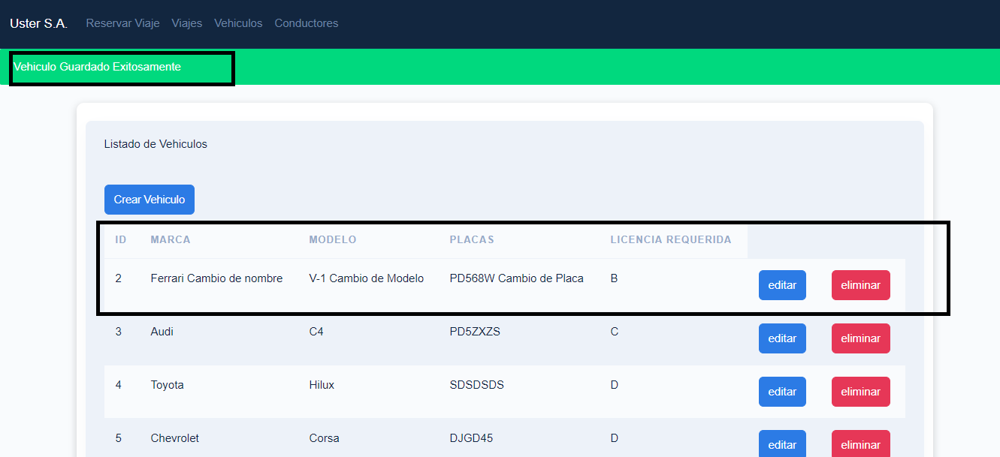 Uster S.A. Reservar Viaje Viajes Vehiculos Conductores
Vehiculo Guardado Exitosamente
Listado de Vehiculos
Crear Vehiculo
ID MARCA MODELO PLACAS LICENCIA REQUERIDA
2 Ferrari Cambio de nombre V-1 Cambio de Modelo PD568W Cambio de Placa B editar eliminar
3 Audi C4 PD5ZXZS C editar eliminar
4 Toyota Hilux SDSDSDS D editar eliminar
5 Chevrolet Corsa DJGD45 D editar eliminar